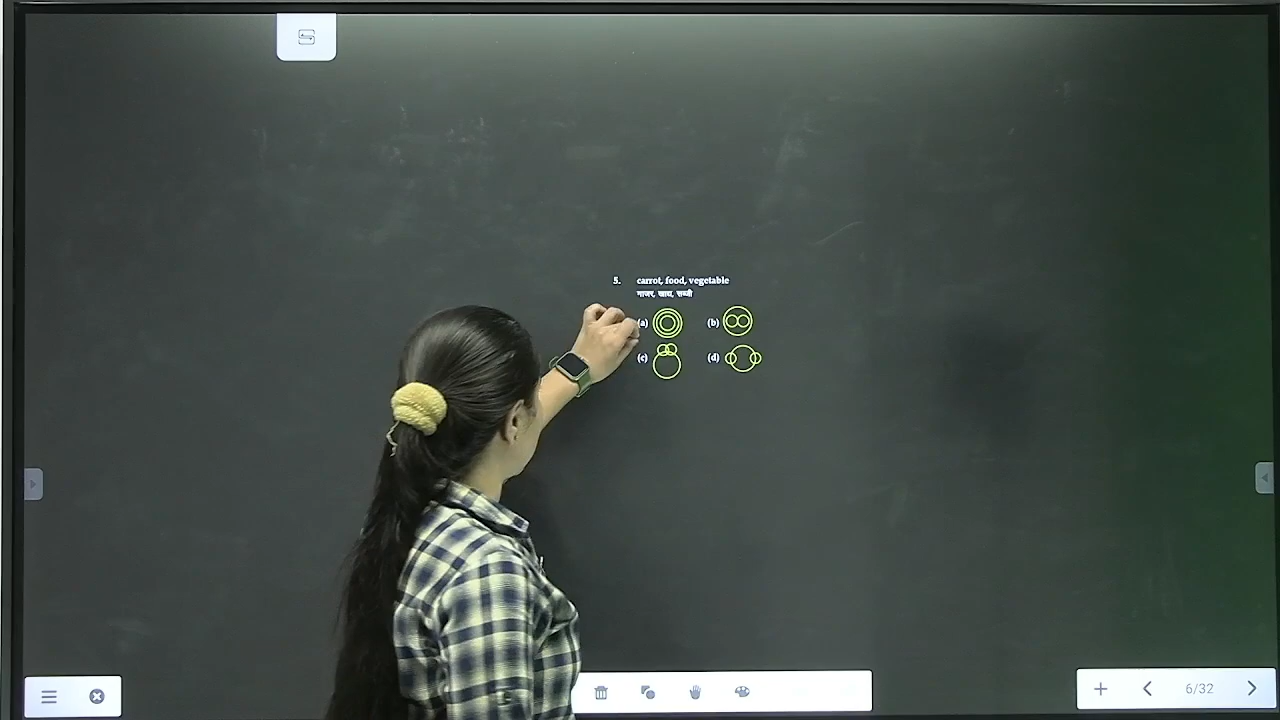 5. carrot, food, vegetable
गाजर, खाद्य, सब्जी
(a) (b)
(c) (d)
6/32